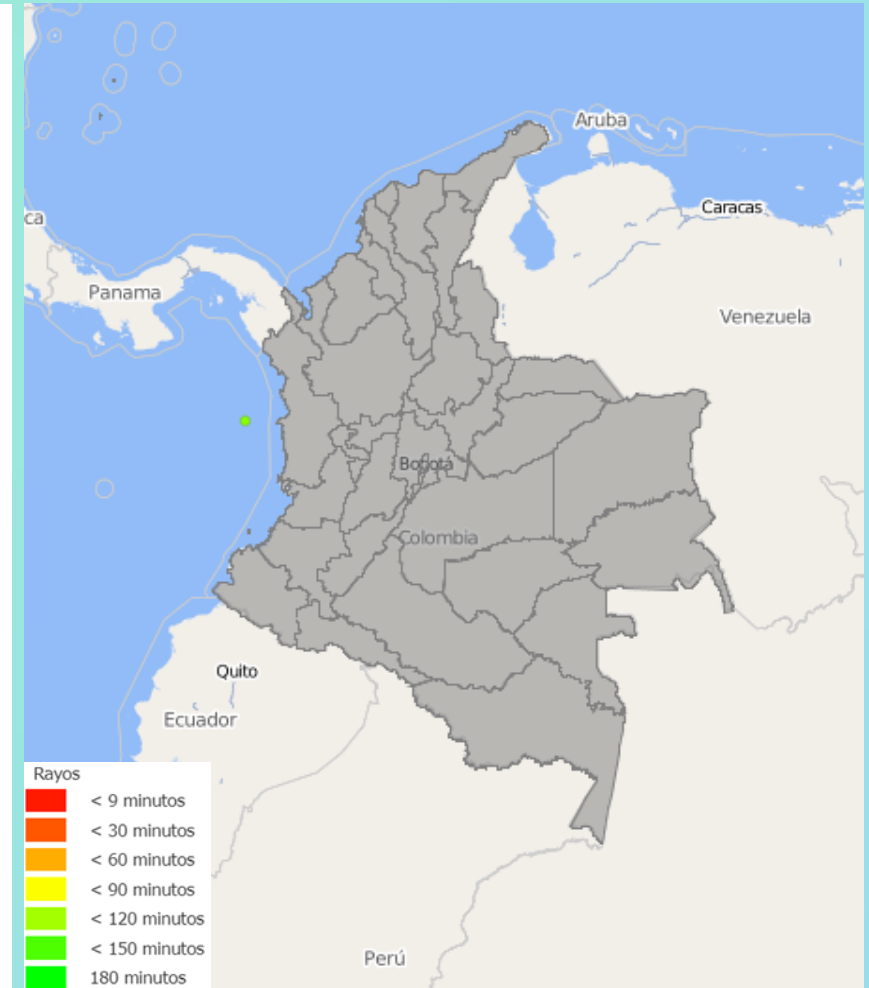 Aruba
Caracas
ca
Panama
Venezuela
Bogotá
Colombia
Quito
Ecuador
Rayos
< 9 minutos
< 30 minutos
< 60 minutos
< 90 minutos
< 120 minutos
< 150 minutos
180 minutos
Perú